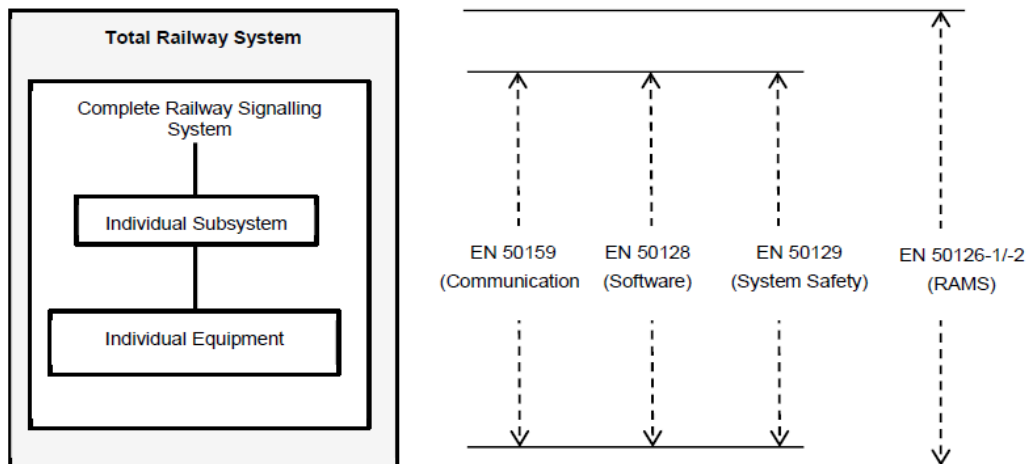 Total Railway System
Complete Railway Signalling
System
Individual Subsystem
Individual Equipment
EN 50159
(Communication
EN 50128
(Software)
EN 50129
(System Safety)
EN 50126-1/-2
(RAMS)